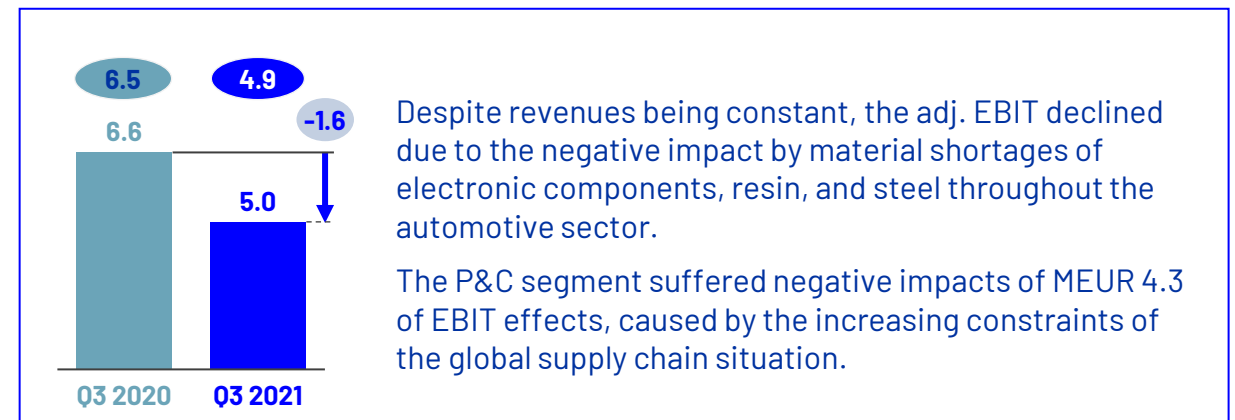 6.5
4.9
-1.6
6.6
5.0
Q3 2020
Q3 2021
Despite revenues being constant, the adj. EBIT declined
due to the negative impact by material shortages of
electronic components, resin, and steel throughout the
automotive sector.
The P&C segment suffered negative impacts of MEUR 4.3
of EBIT effects, caused by the increasing constraints of
the global supply chain situation.